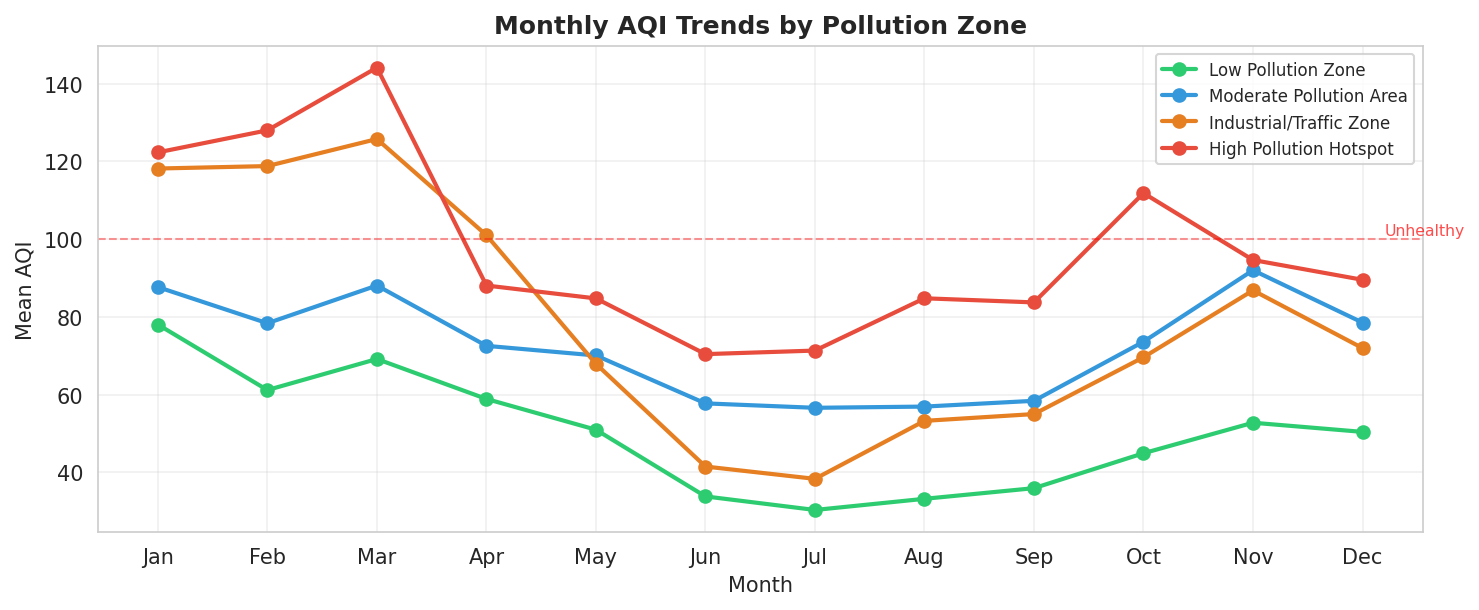 Monthly AQI Trends by Pollution Zone
Mean AQI
140
120
100
80
60
40
Low Pollution Zone
Moderate Pollution Area
Industrial/Traffic Zone
High Pollution Hotspot
Unhealthy
Jan Feb Mar Apr May Jun Jul Aug Sep Oct Nov Dec
Month